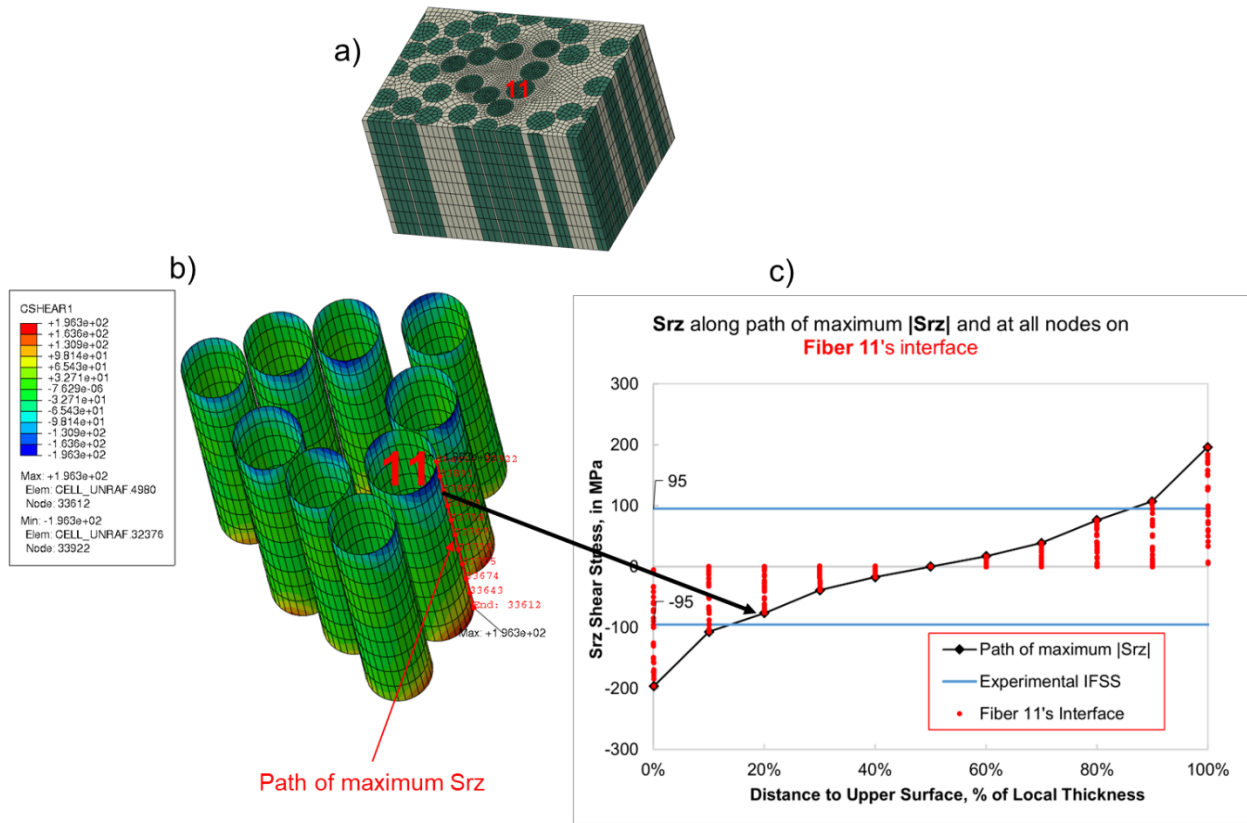 a)
11
b)
CSHEAR1
+1.963e+02
+1.636e+02
+1.309e+02
+9.814e+01
+6.543e+01
+3.271e+01
-7.629e-06
-3.271e+01
-6.543e+01
-9.814e+01
-1.309e+02
-1.636e+02
-1.963e+02
Max: +1.963e+02
Elem: CELL_UNRAF.4980
Node: 33612
Min: -1.963e+02
Elem: CELL_UNRAF.32376
Node: 33922
11
33674
33643
End: 33612
Max: +1.963e+02
Path of maximum Srz
c)
Srz along path of maximum |Srz| and at all nodes on
Fiber 11's interface
Srz Shear Stress, in MPa
300
200
100
0
-100
-200
-300
95
-95
Path of maximum |Srz|
Experimental IFSS
Fiber 11's Interface
0%
20%
40%
60%
80%
100%
Distance to Upper Surface, % of Local Thickness